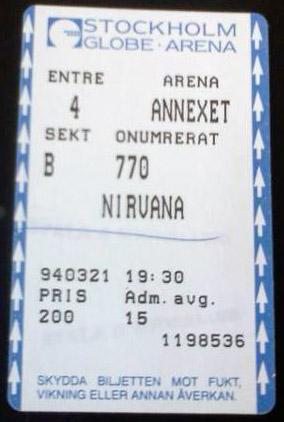 STOCKHOLM
GLOBE·ARENA
ENTRE ARENA
4 ANNEXET
SEKT ONUMRERAT
B 770
NIRVANA
940321 19:30
PRIS Adm. avg.
200 15
1198536
SKYDDA BILJETTEN MOT FUKT,
VIKNING ELLER ANNAN ÅVERKAN.